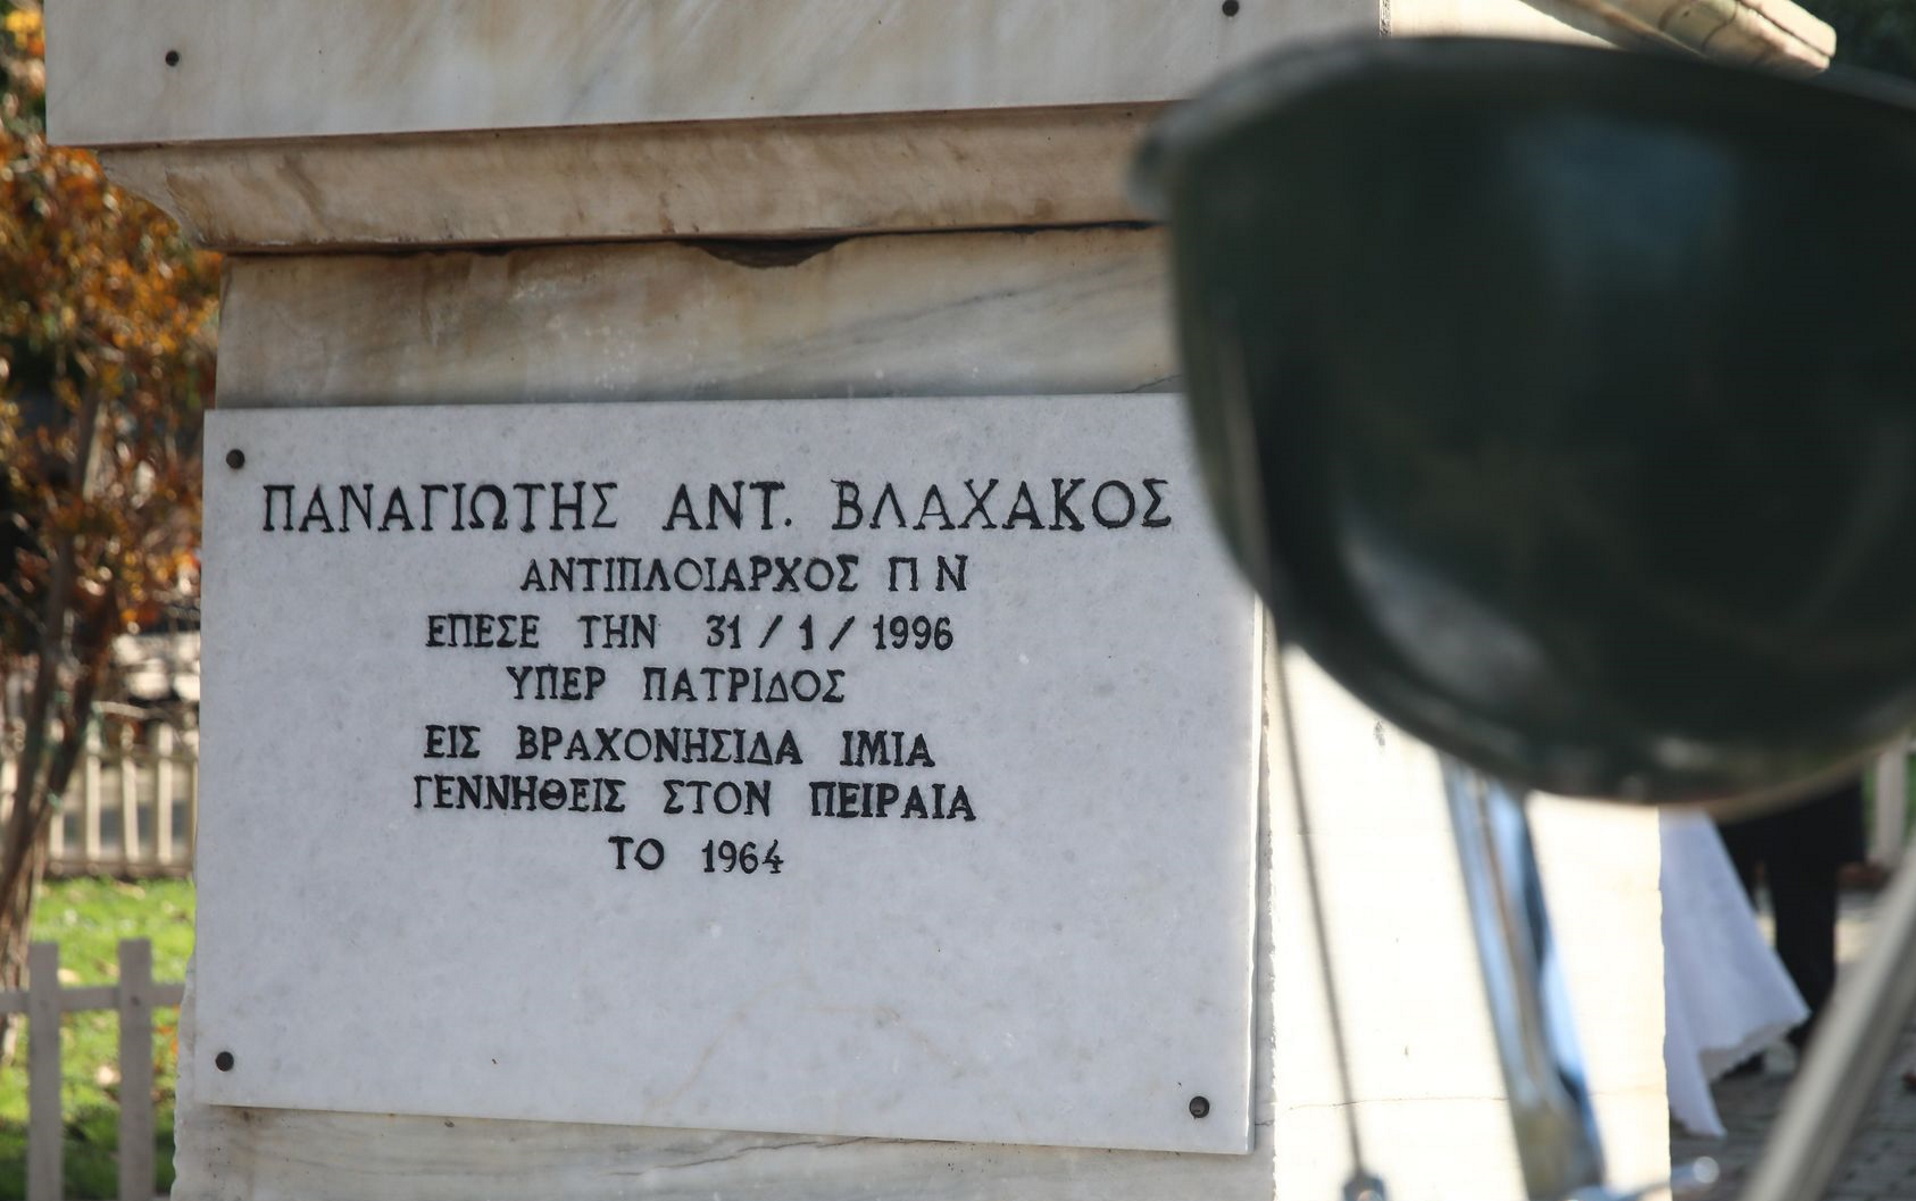 ΠΑΝΑΓΙΩΤΗΣ ΑΝΤ. ΒΛΑΧΑΚΟΣ
ΑΝΤΙΠΛΟΙΑΡΧΟΣ Π Ν
ΕΠΕΣΕ ΤΗΝ 31 / 1 / 1996
ΥΠΕΡ ΠΑΤΡΙΔΟΣ
ΕΙΣ ΒΡΑΧΟΝΗΣΙΔΑ ΙΜΙΑ
ΓΕΝΝΗΘΕΙΣ ΣΤΟΝ ΠΕΙΡΑΙΑ
ΤΟ 1964